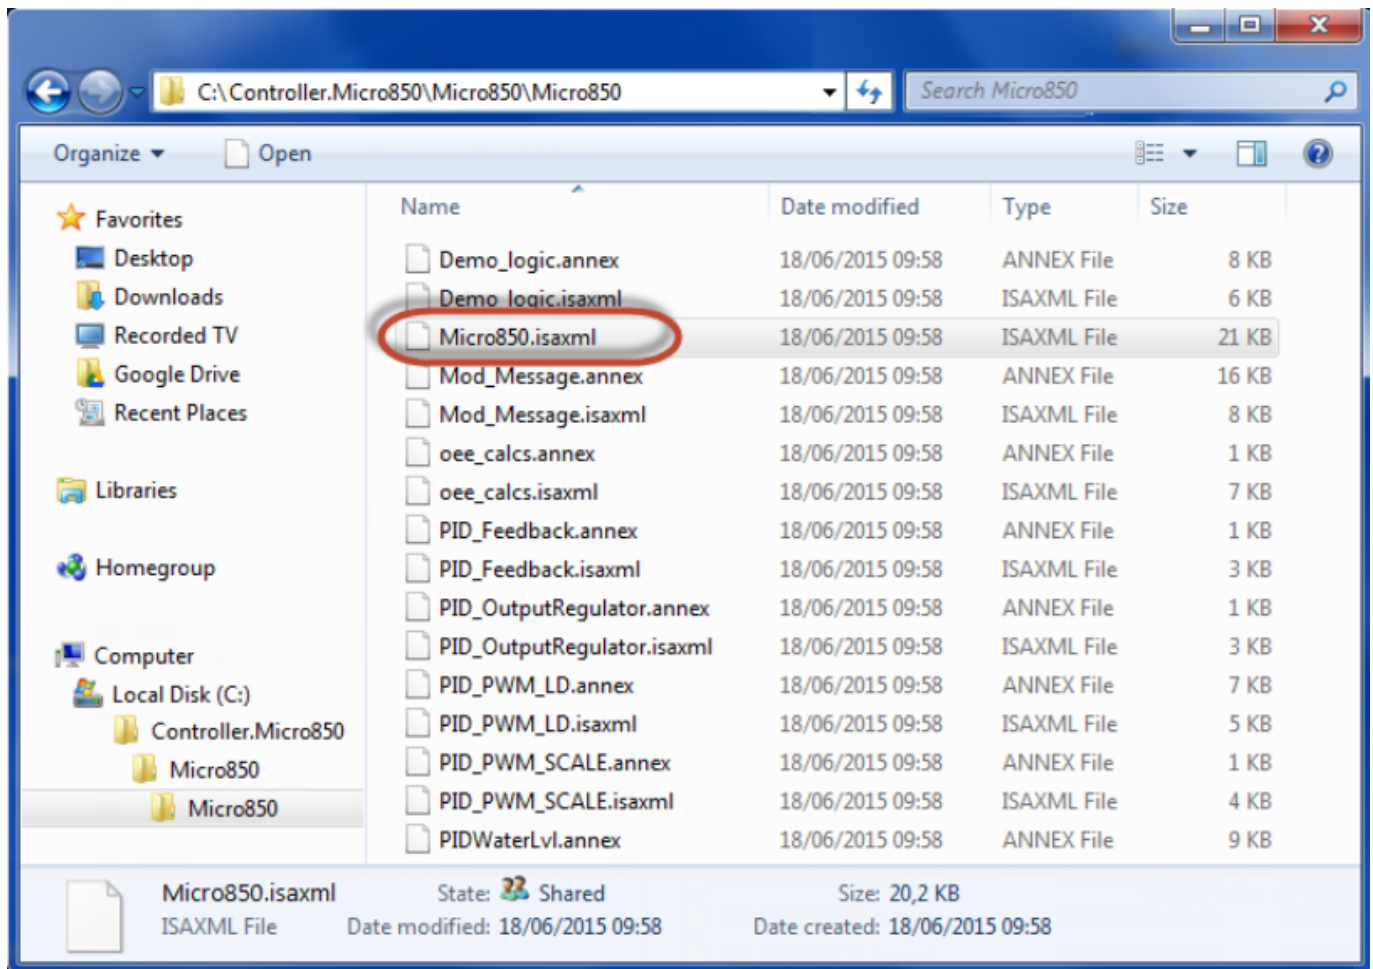 C:\Controller.Micro850\Micro850\Micro850
Search Micro850
Organize Open
Name Date modified Type Size
Favorites
Desktop
Downloads
Recorded TV
Google Drive
Recent Places
Libraries
Homegroup
Computer
Local Disk (C:)
Controller.Micro850
Micro850
Micro850
Demo_logic.annex 18/06/2015 09:58 ANNEX File 8 KB
Demo_logic.isaxml 18/06/2015 09:58 ISAXML File 6 KB
Micro850.isaxml 18/06/2015 09:58 ISAXML File 21 KB
Mod_Message.annex 18/06/2015 09:58 ANNEX File 16 KB
Mod_Message.isaxml 18/06/2015 09:58 ISAXML File 8 KB
oee_calcs.annex 18/06/2015 09:58 ANNEX File 1 KB
oee_calcs.isaxml 18/06/2015 09:58 ISAXML File 7 KB
PID_Feedback.annex 18/06/2015 09:58 ANNEX File 1 KB
PID_Feedback.isaxml 18/06/2015 09:58 ISAXML File 3 KB
PID_OutputRegulator.annex 18/06/2015 09:58 ANNEX File 1 KB
PID_OutputRegulator.isaxml 18/06/2015 09:58 ISAXML File 3 KB
PID_PWM_LD.annex 18/06/2015 09:58 ANNEX File 7 KB
PID_PWM_LD.isaxml 18/06/2015 09:58 ISAXML File 5 KB
PID_PWM_SCALE.annex 18/06/2015 09:58 ANNEX File 1 KB
PID_PWM_SCALE.isaxml 18/06/2015 09:58 ISAXML File 4 KB
PIDWaterLvl.annex 18/06/2015 09:58 ANNEX File 9 KB
Micro850.isaxml State: Shared Size: 20,2 KB
ISAXML File Date modified: 18/06/2015 09:58 Date created: 18/06/2015 09:58